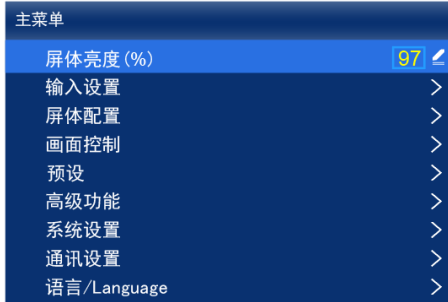 主菜单
屏体亮度(%) 97
输入设置
屏体配置
画面控制
预设
高级功能
系统设置
通讯设置
语言/Language